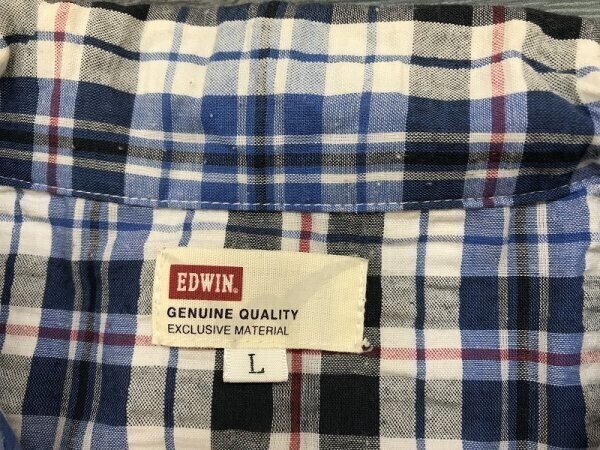 EDWIN®
GENUINE QUALITY
EXCLUSIVE MATERIAL
L